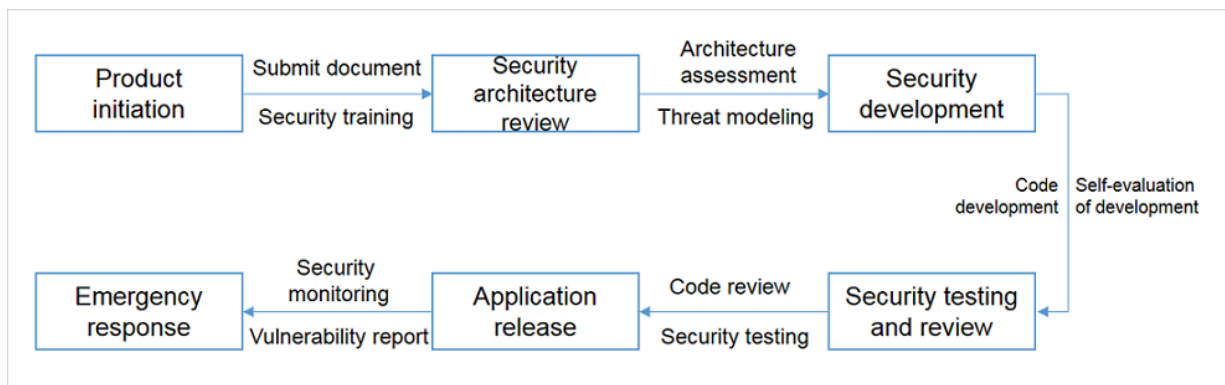 Product
initiation
Submit document
Security training
Security
architecture
review
Architecture
assessment
Threat modeling
Security
development
Code
development
Self-evaluation
of development
Security testing
and review
Code review
Security testing
Application
release
Security
monitoring
Vulnerability report
Emergency
response